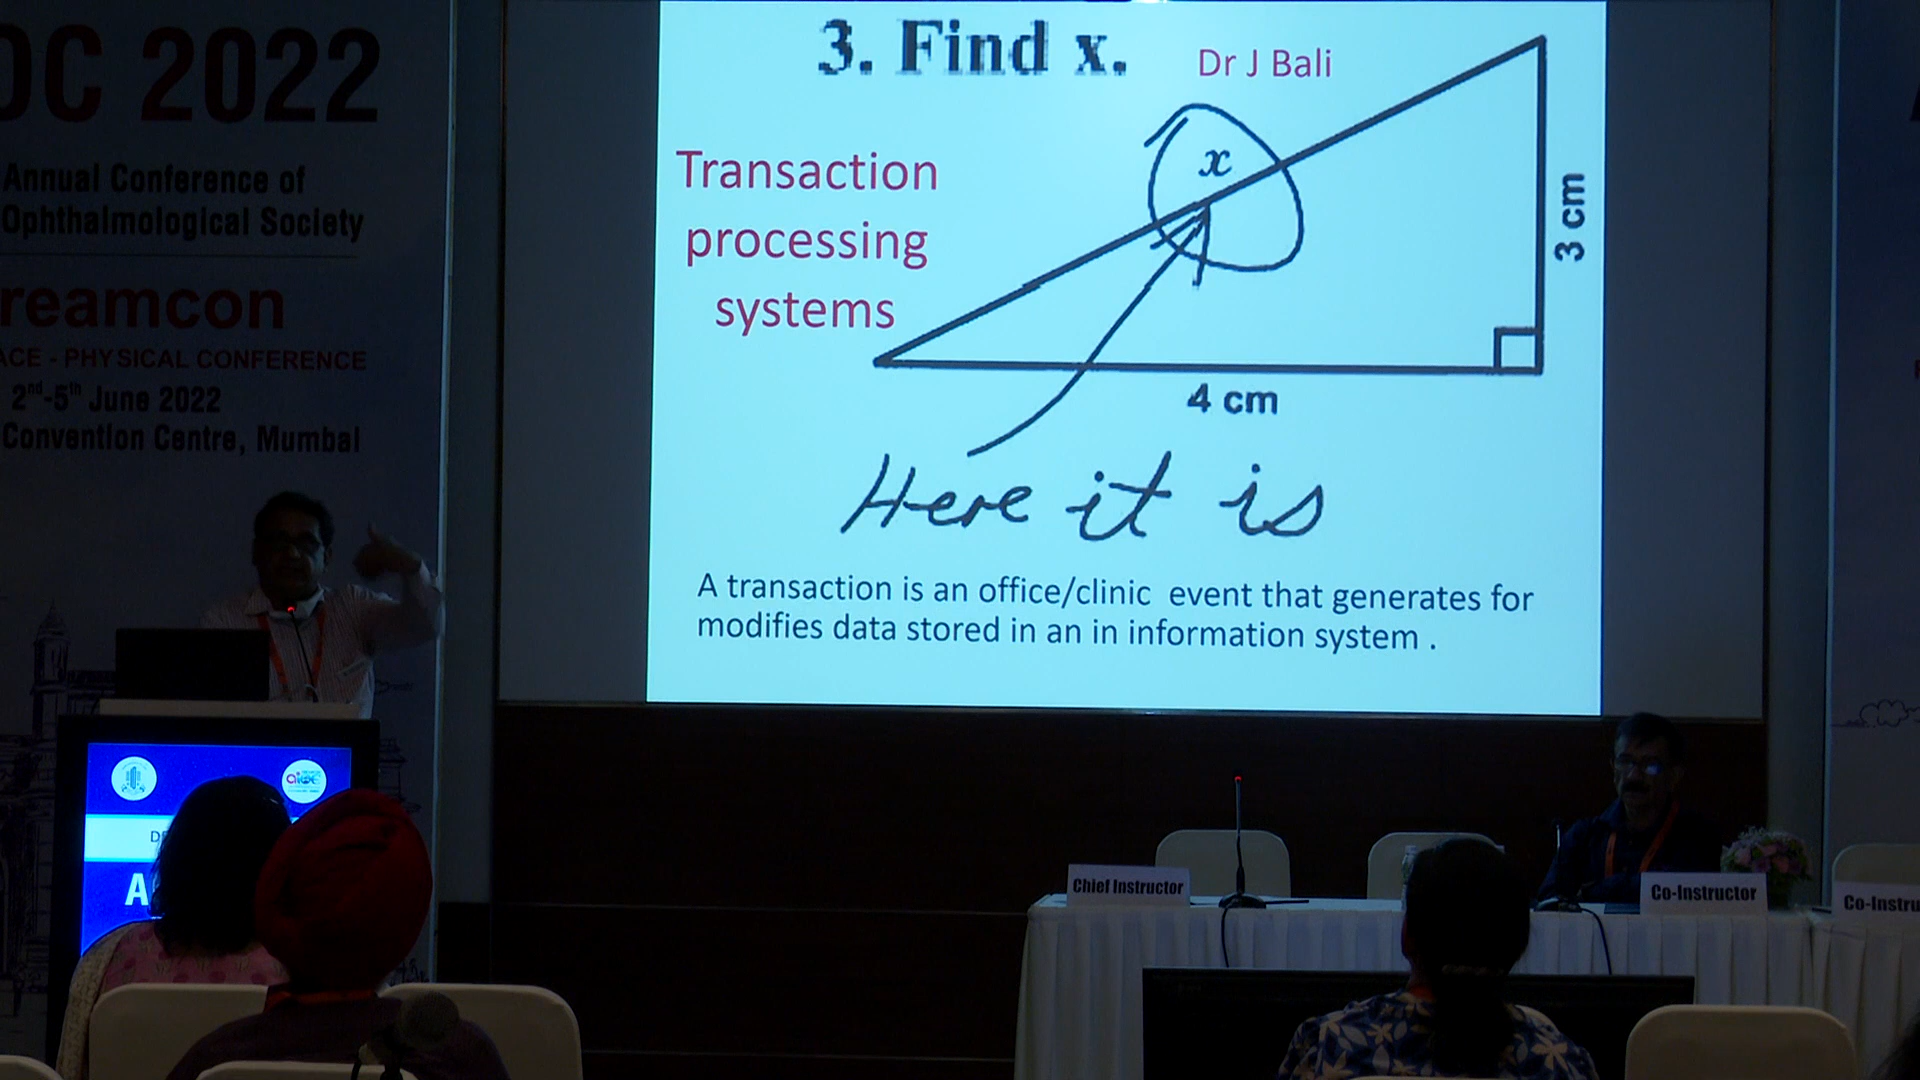 OC 2022
Annual Conference of
Ophthalmological Society
reamcon
ACE - PHYSICAL CONFERENCE
2nd-5th June 2022
Convention Centre, Mumbai
3. Find x.
Dr J Bali
Transaction
processing
systems
x
3 cm
4 cm
Here it is
A transaction is an office/clinic event that generates for
modifies data stored in an in information system .
Chief Instructor
Co-Instructor
Co-Instru
A